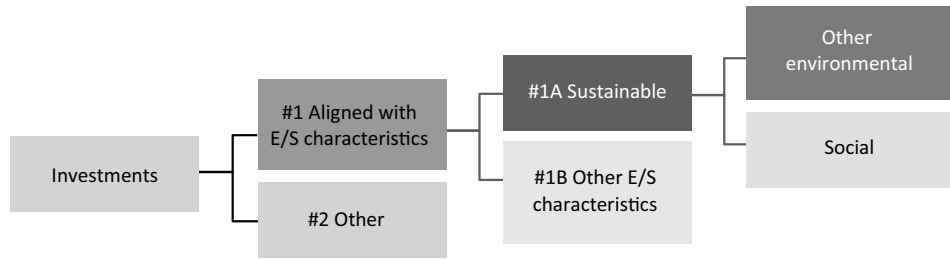 Investments
#1 Aligned with
E/S characteristics
#2 Other
#1A Sustainable
#1B Other E/S
characteristics
Other
environmental
Social